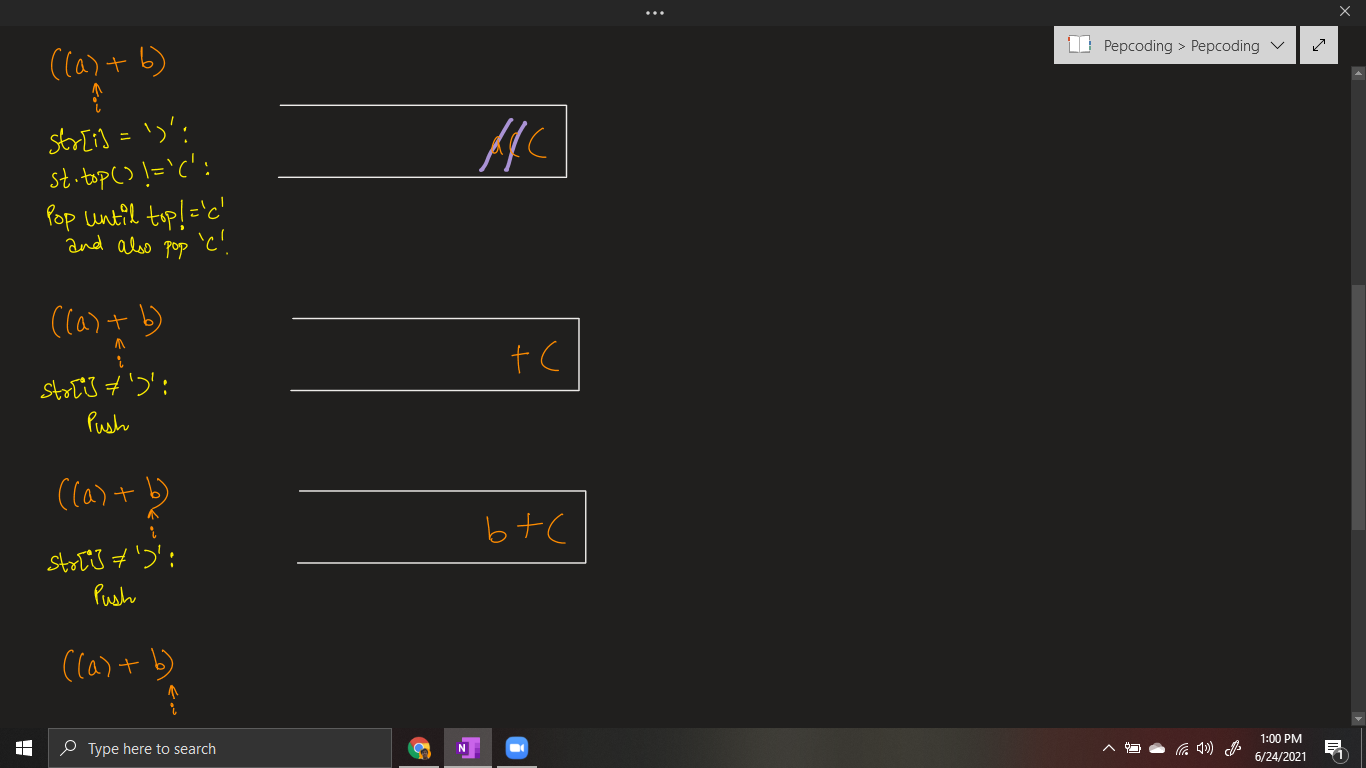 Pepcoding > Pepcoding
((a) + b)
i
str[i] = ')':
st.top() != '(':
Pop until top! = '('
and also pop '('.
a ( (
((a) + b)
i
str[i] ≠ ')':
Push
+ (
((a) + b)
i
str[i] ≠ ')':
Push
b + (
((a) + b)
i
Type here to search
N
1:00 PM
6/24/2021
1